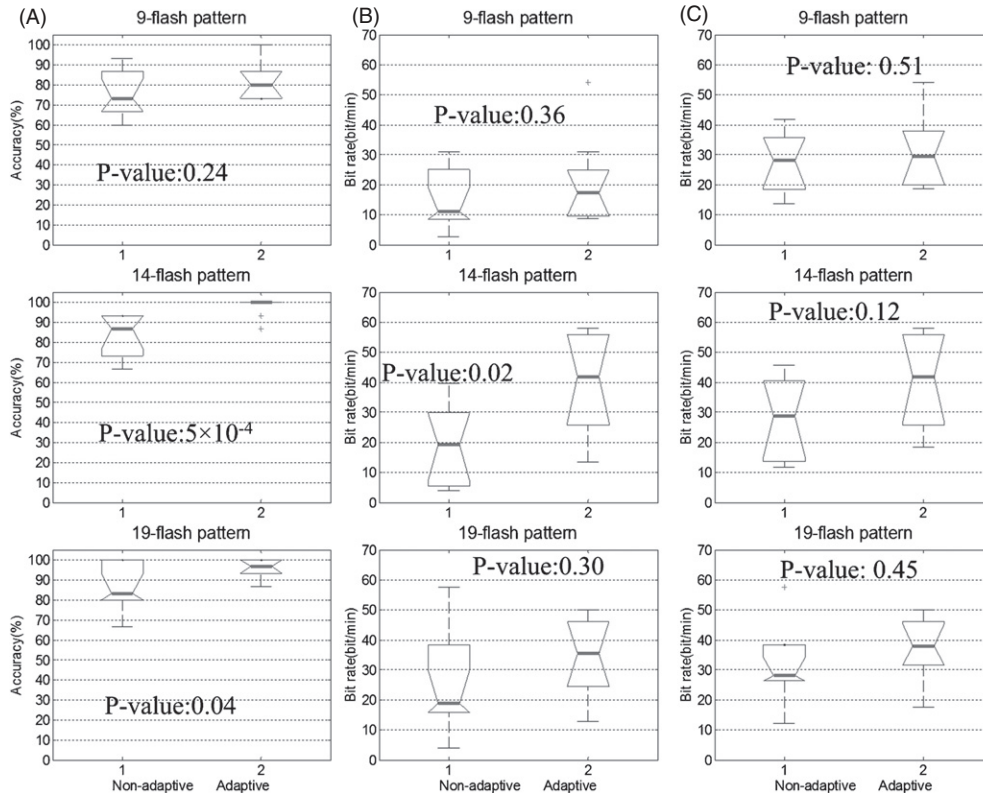 (A)
9-flash pattern
100
90
80
70
60
50
40
30
20
10
0
Accuracy(%)
P-value:0.24
1
2
(B)
9-flash pattern
70
60
50
40
30
20
10
0
Bit rate(bit/min)
P-value:0.36
1
2
(C)
9-flash pattern
70
60
50
40
30
20
10
0
Bit rate(bit/min)
P-value: 0.51
1
2
14-flash pattern
100
90
80
70
60
50
40
30
20
10
0
Accuracy(%)
P-value:5×10⁻⁴
1
2
14-flash pattern
70
60
50
40
30
20
10
0
Bit rate(bit/min)
P-value:0.02
1
2
14-flash pattern
70
60
50
40
30
20
10
0
Bit rate(bit/min)
P-value:0.12
1
2
19-flash pattern
100
90
80
70
60
50
40
30
20
10
0
Accuracy(%)
P-value:0.04
1
2
Non-adaptive
Adaptive
19-flash pattern
70
60
50
40
30
20
10
0
Bit rate(bit/min)
P-value:0.30
1
2
Non-adaptive
Adaptive
19-flash pattern
70
60
50
40
30
20
10
0
Bit rate(bit/min)
P-value: 0.45
1
2
Non-adaptive
Adaptive